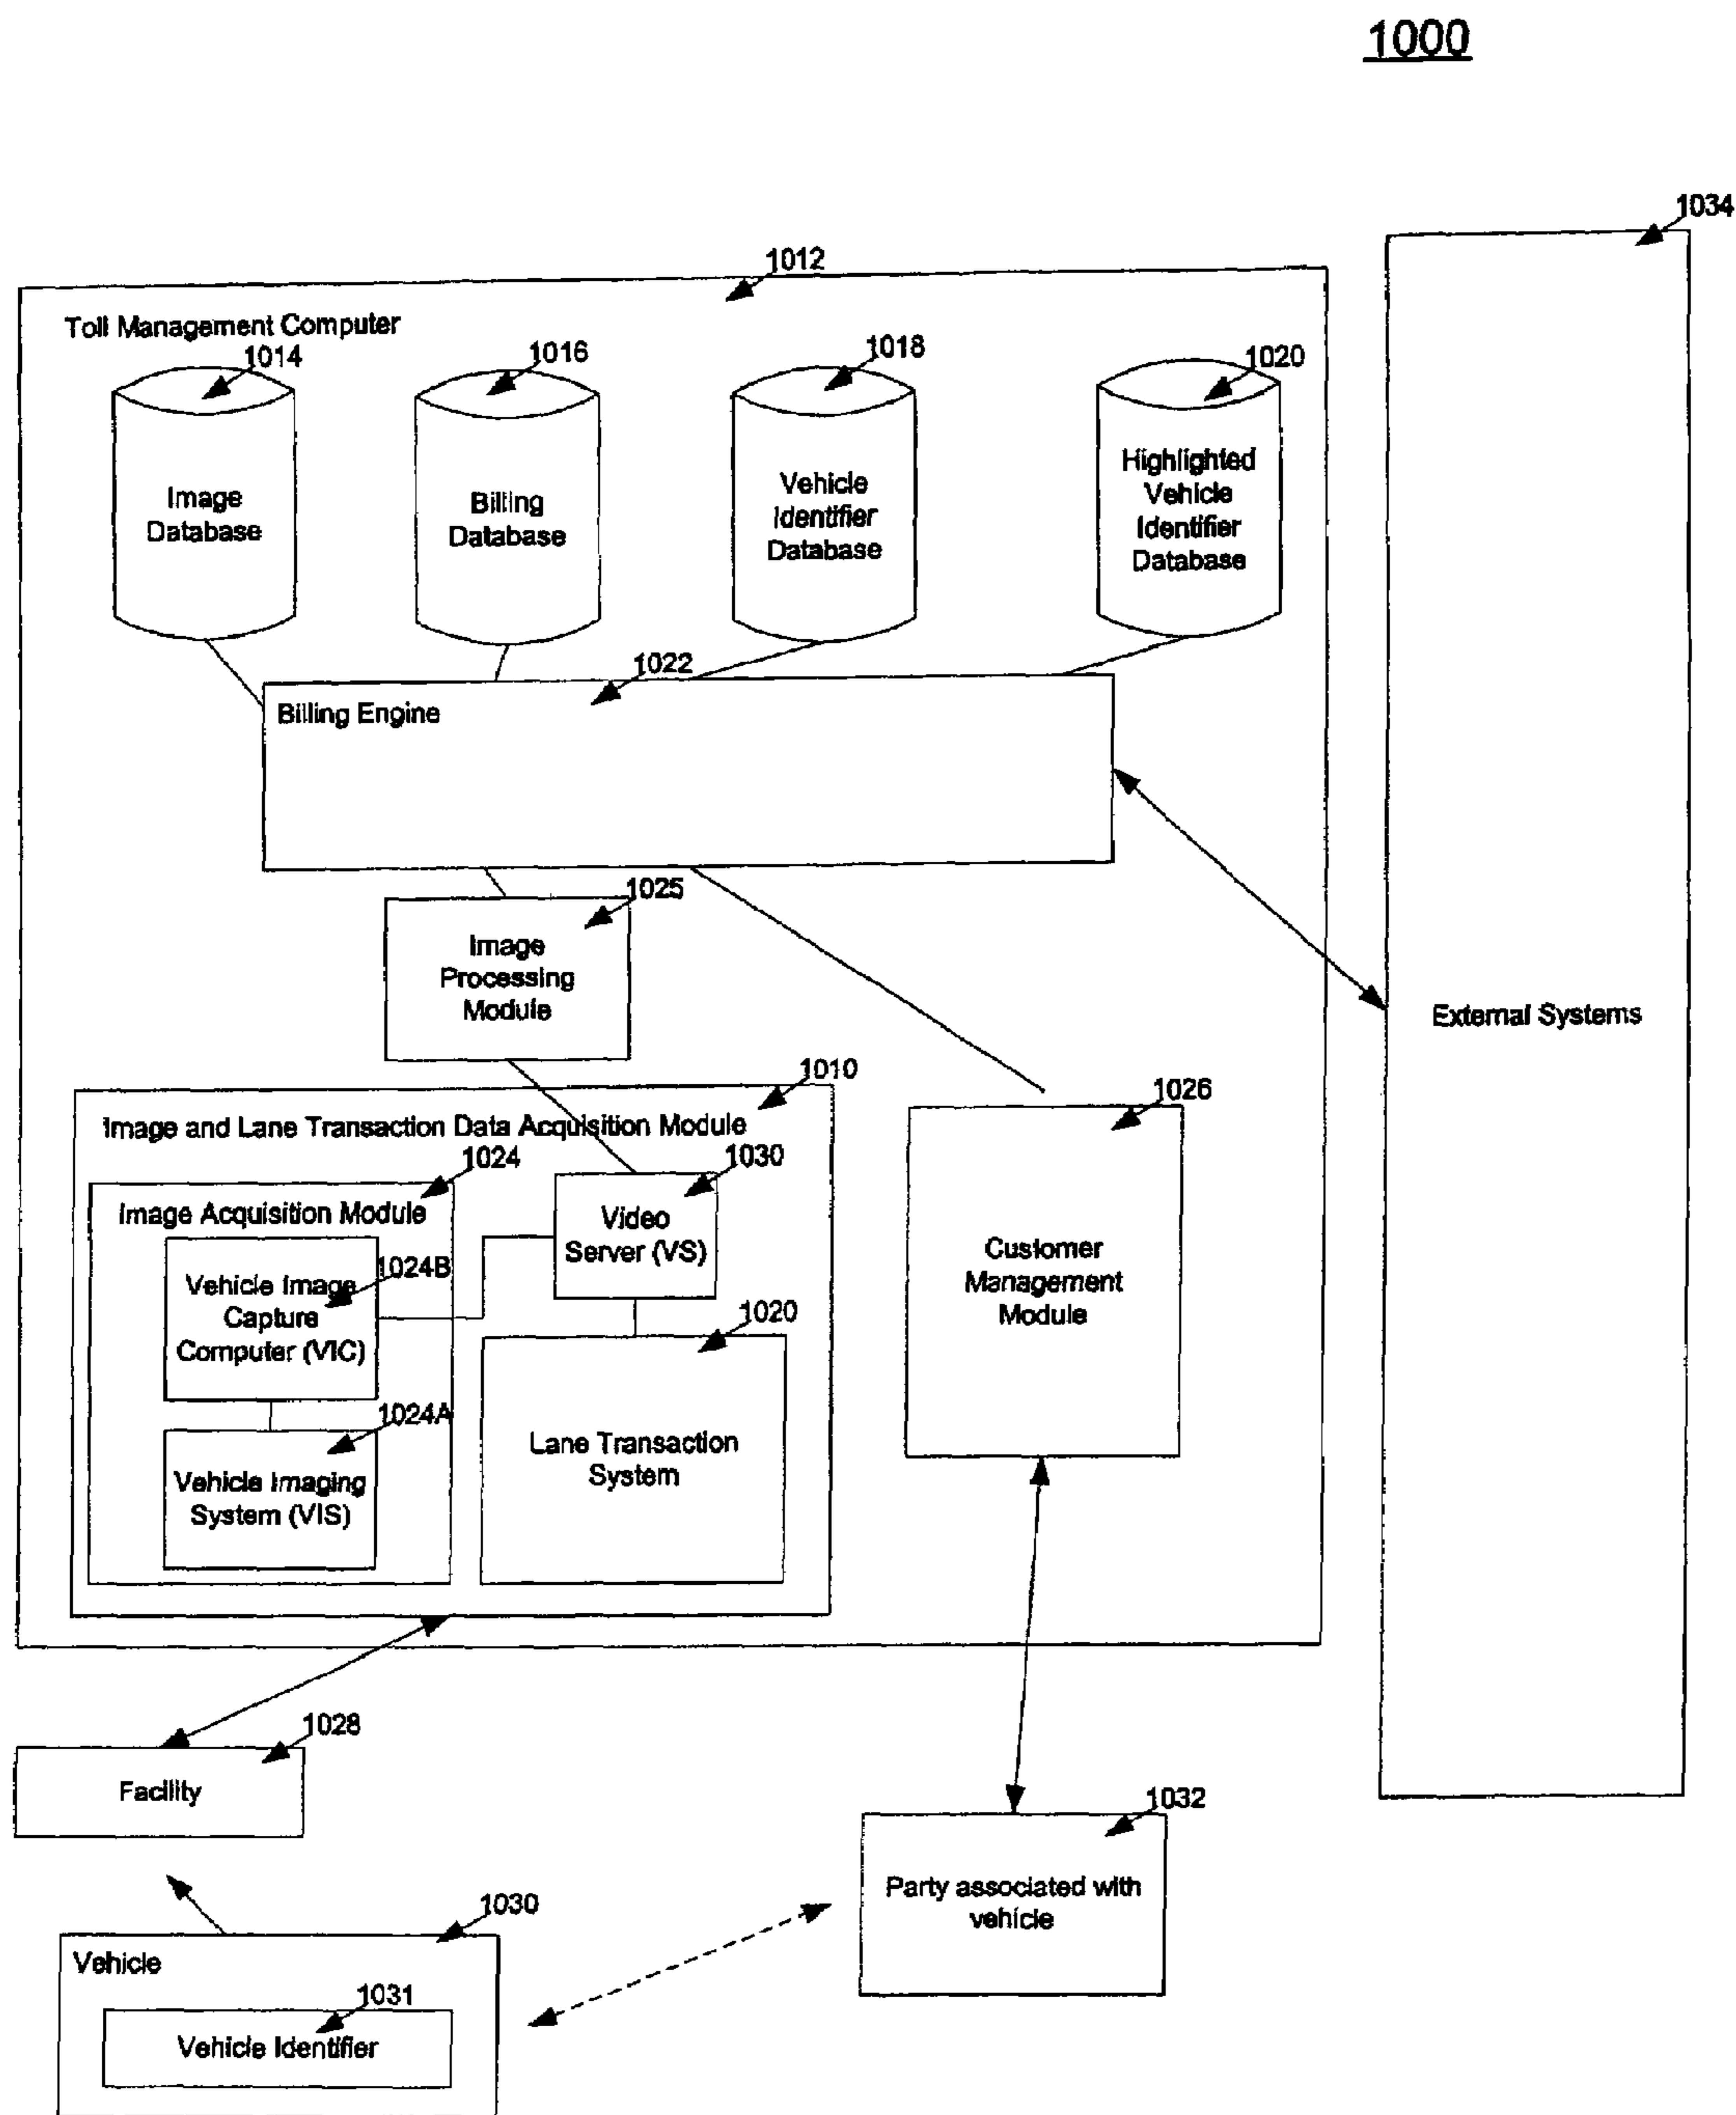 1000
1034
1012
Toll Management Computer
1014
1016
1018
1020
Image
Database
Billing
Database
Vehicle
Identifier
Database
Highlighted
Vehicle
Identifier
Database
1022
Billing Engine
1025
Image
Processing
Module
External Systems
1010
Image and Lane Transaction Data Acquisition Module
1026
1024
1030
Image Acquisition Module
Video
Server (VS)
1024B
Vehicle Image
Capture
Computer (VIC)
Customer
Management
Module
1020
1024A
Vehicle Imaging
System (VIS)
Lane Transaction
System
1028
Facility
1032
Party associated with
vehicle
1030
Vehicle
1031
Vehicle Identifier